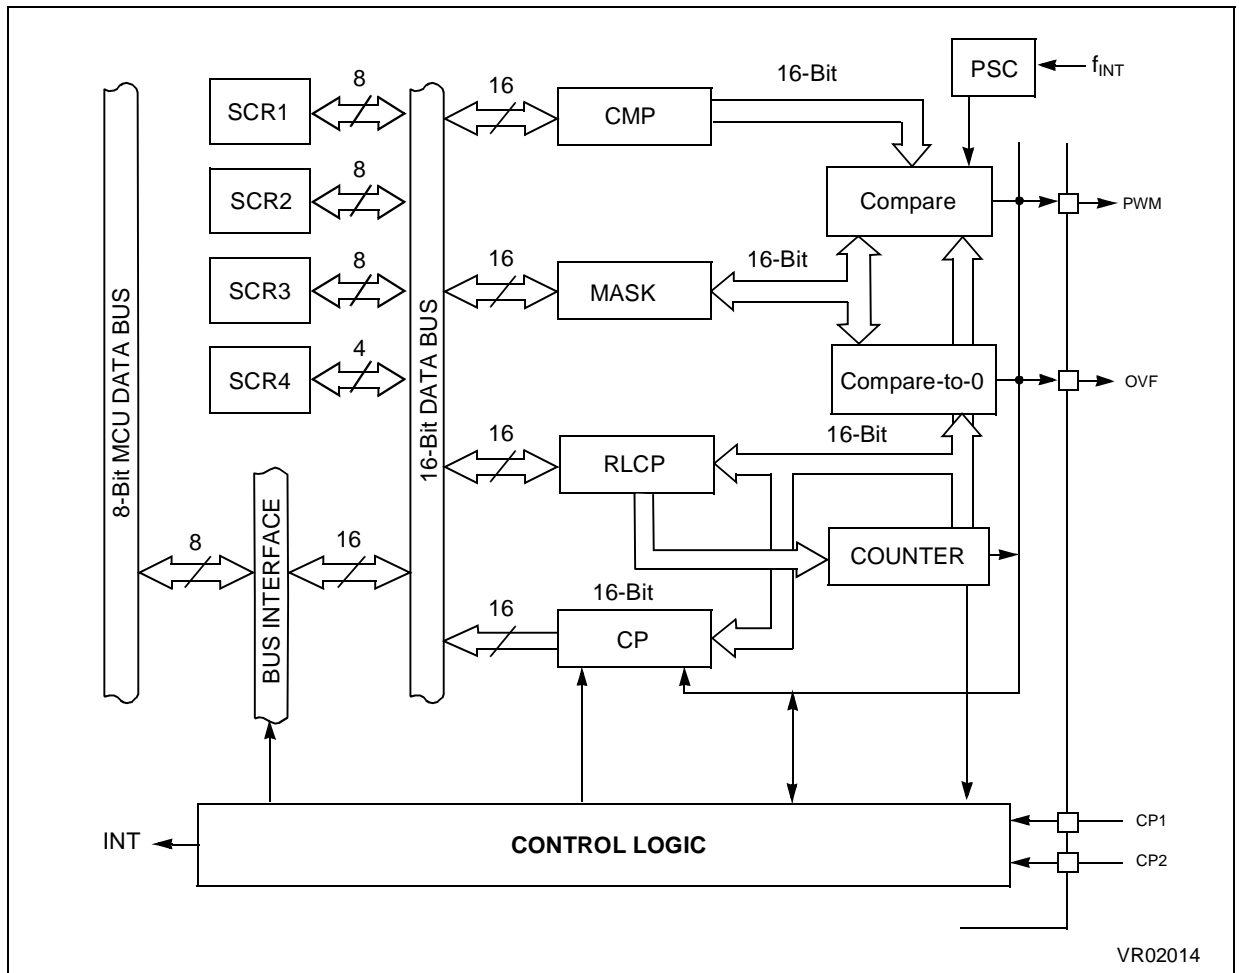 PSC
f_INT
16-Bit
8
16
SCR1
CMP
8
SCR2
Compare
PWM
8
16
16-Bit
SCR3
MASK
4
SCR4
Compare-to-0
OVF
8-Bit MCU DATA BUS
16-Bit DATA BUS
16
16-Bit
RLCP
BUS INTERFACE
8
16
COUNTER
16
16-Bit
CP
INT
CONTROL LOGIC
CP1
CP2
VR02014